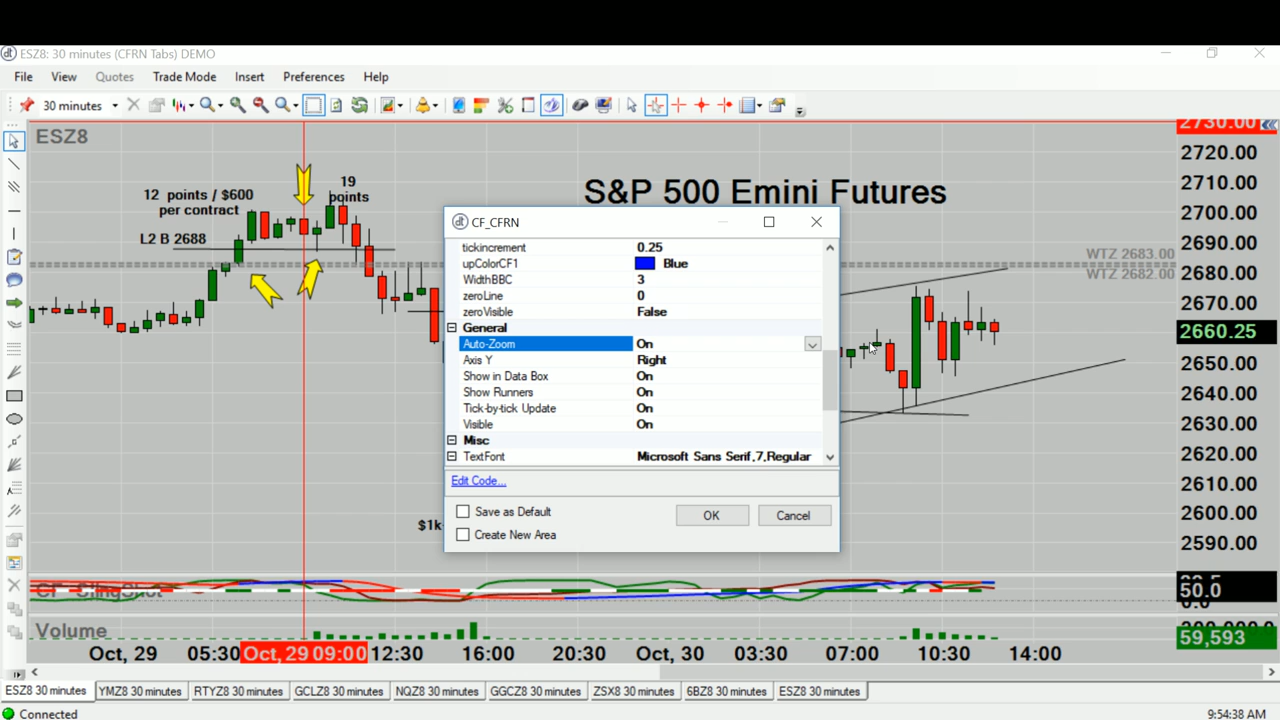 ESZ8: 30 minutes (CFRN Tabs) DEMO
File View Quotes Trade Mode Insert Preferences Help
30 minutes
ESZ8
2730.00
2720.00
2710.00
2700.00
2690.00
2680.00
2670.00
2660.25
2650.00
2640.00
2630.00
2620.00
2610.00
2600.00
2590.00
12 points / $600
per contract
19
points
L2 B 2688
S&P 500 Emini Futures
WTZ 2683.00
WTZ 2682.00
$1k
CF_CFRN
tickincrement 0.25
upColorCF1 Blue
WidthBBC 3
zeroLine 0
zeroVisible False
General
Auto-Zoom On
Axis Y Right
Show in Data Box On
Show Runners On
Tick-by-tick Update On
Visible On
Misc
TextFont Microsoft Sans Serif,7,Regular
Edit Code...
Save as Default
Create New Area
OK Cancel
CF_SlingShot
50.0
Volume
59,593
Oct, 29 05:30 Oct, 29 09:00 12:30 16:00 20:30 Oct, 30 03:30 07:00 10:30 14:00
ESZ8 30 minutes YMZ8 30 minutes RTYZ8 30 minutes GCLZ8 30 minutes NQZ8 30 minutes GGCZ8 30 minutes ZSX8 30 minutes 6BZ8 30 minutes ESZ8 30 minutes
Connected 9:54:38 AM